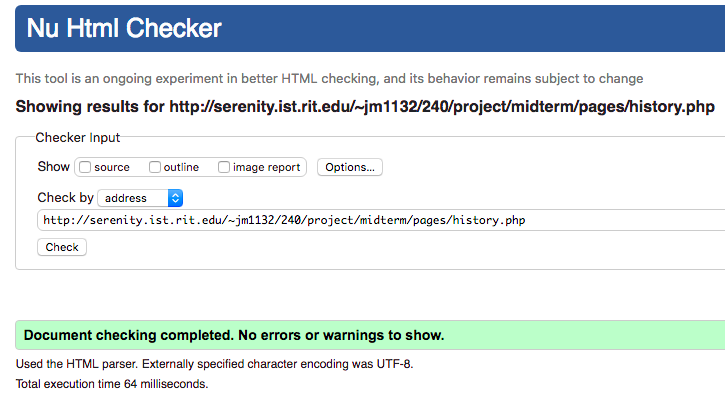 Nu Html Checker
This tool is an ongoing experiment in better HTML checking, and its behavior remains subject to change
Showing results for http://serenity.ist.rit.edu/~jm1132/240/project/midterm/pages/history.php
Checker Input
Show source outline image report Options...
Check by address
http://serenity.ist.rit.edu/~jm1132/240/project/midterm/pages/history.php
Check
Document checking completed. No errors or warnings to show.
Used the HTML parser. Externally specified character encoding was UTF-8.
Total execution time 64 milliseconds.